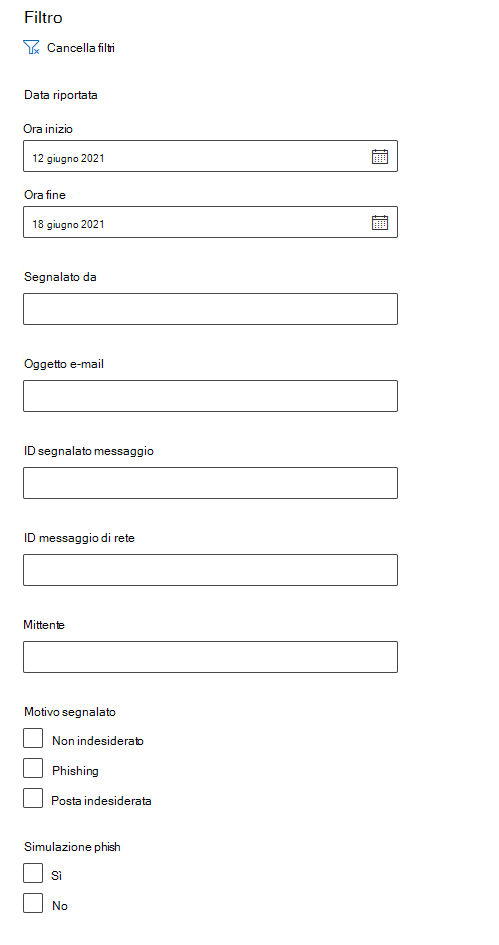 Filtro
Cancella filtri
Data riportata
Ora inizio
12 giugno 2021
Ora fine
18 giugno 2021
Segnalato da
Oggetto e-mail
ID segnalato messaggio
ID messaggio di rete
Mittente
Motivo segnalato
Non indesiderato
Phishing
Posta indesiderata
Simulazione phish
Sì
No